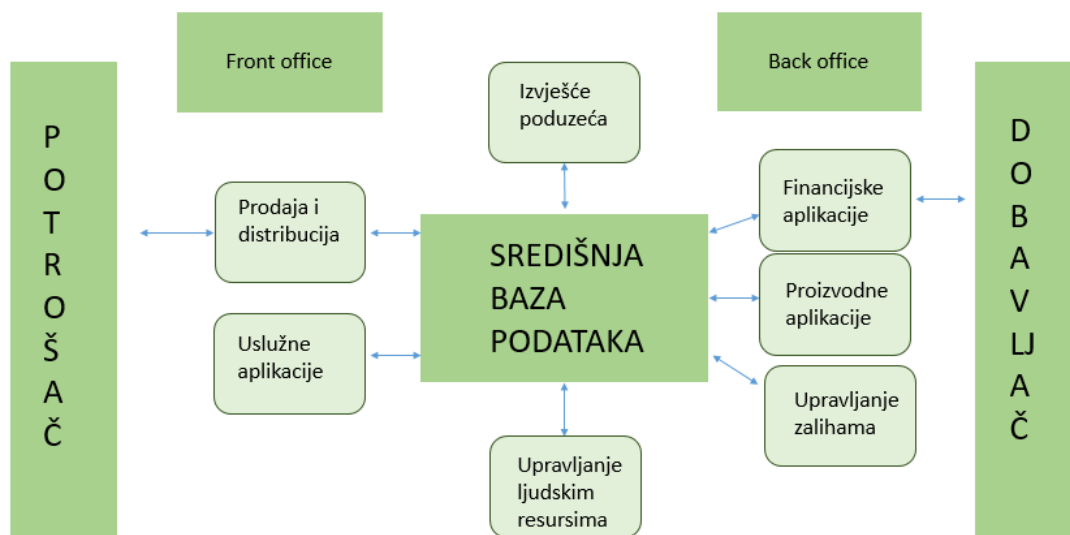 Front office
Back office
P
O
T
R
O
Š
A
Č
Izvješće
poduzeća
Prodaja i
distribucija
Uslužne
aplikacije
SREDIŠNJA
BAZA
PODATAKA
Upravljanje
ljudskim
resursima
Financijske
aplikacije
Proizvodne
aplikacije
Upravljanje
zalihama
D
O
B
A
V
LJ
A
Č